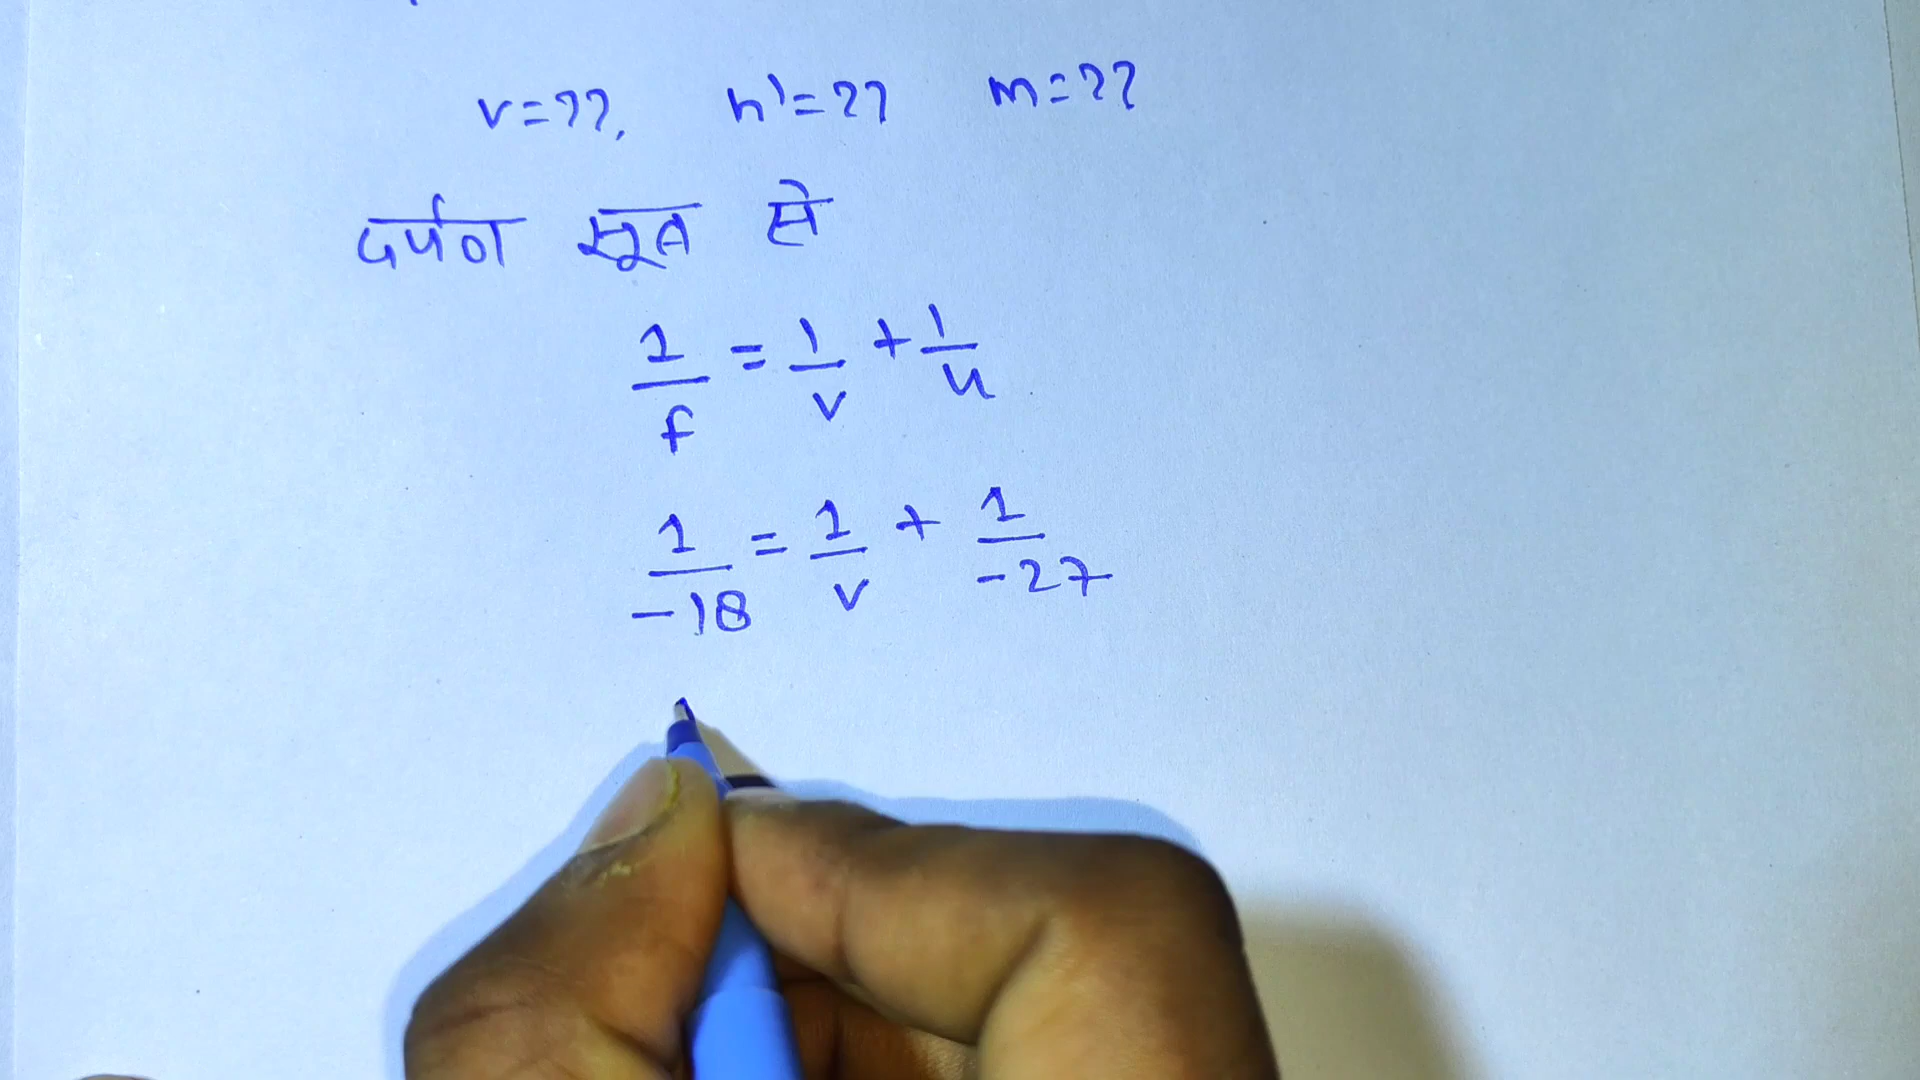 v=??, h'=?? m=??
दर्पण सूत्र से
1/f = 1/v + 1/u
1/-18 = 1/v + 1/-27